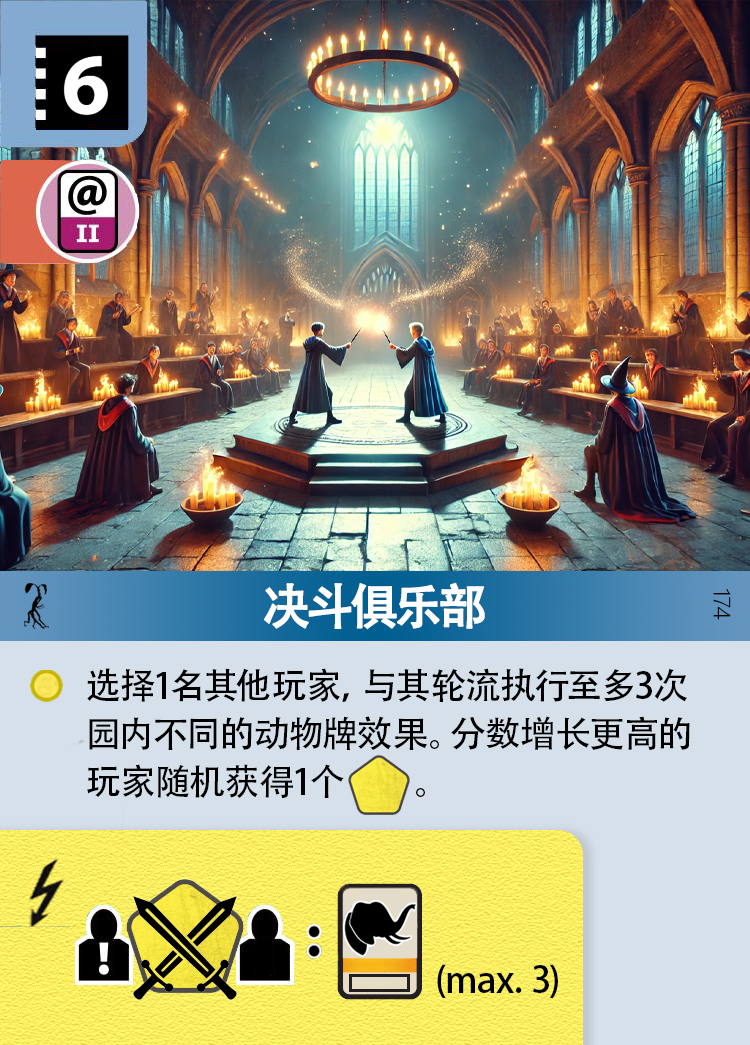 6
@
II
决斗俱乐部
174
选择1名其他玩家, 与其轮流执行至多3次
园内不同的动物牌效果。分数增长更高的
玩家随机获得1个 。
! : (max. 3)